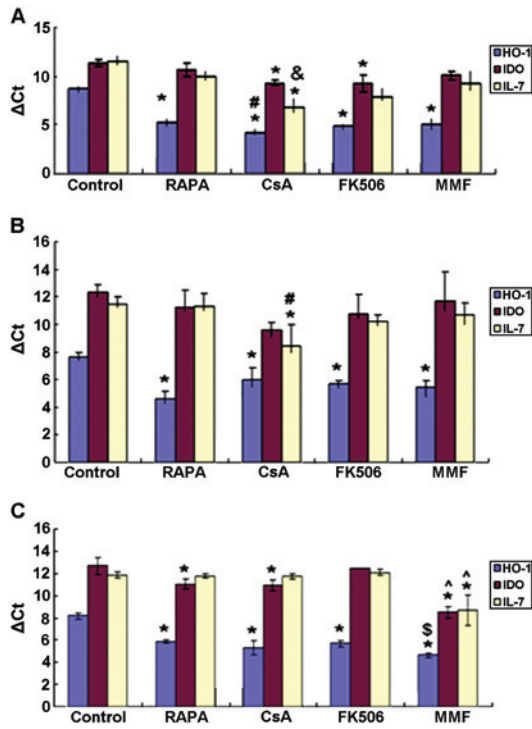 A
15
10
5
0
ΔCt
*
#
*
*
&
*
*
*
*
HO-1
IDO
IL-7
Control RAPA CsA FK506 MMF
B
16
14
12
10
8
6
4
2
0
ΔCt
*
*
#
*
*
*
HO-1
IDO
IL-7
Control RAPA CsA FK506 MMF
C
16
14
12
10
8
6
4
2
0
ΔCt
*
*
*
*
*
$
*
^
*
^
*
HO-1
IDO
IL-7
Control RAPA CsA FK506 MMF